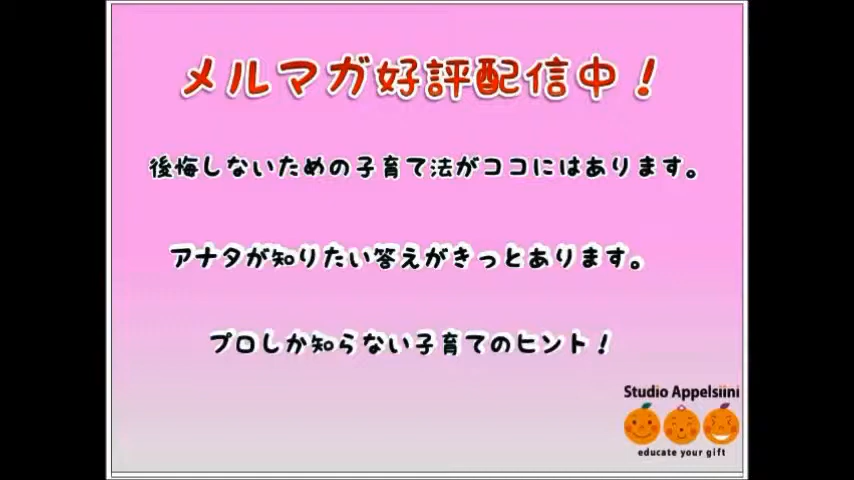 メルマガ好評配信中！
後悔しないための子育て法がココにはあります。
アナタが知りたい答えがきっとあります。
プロしか知らない子育てのヒント！
Studio Appelsiini
educate your gift